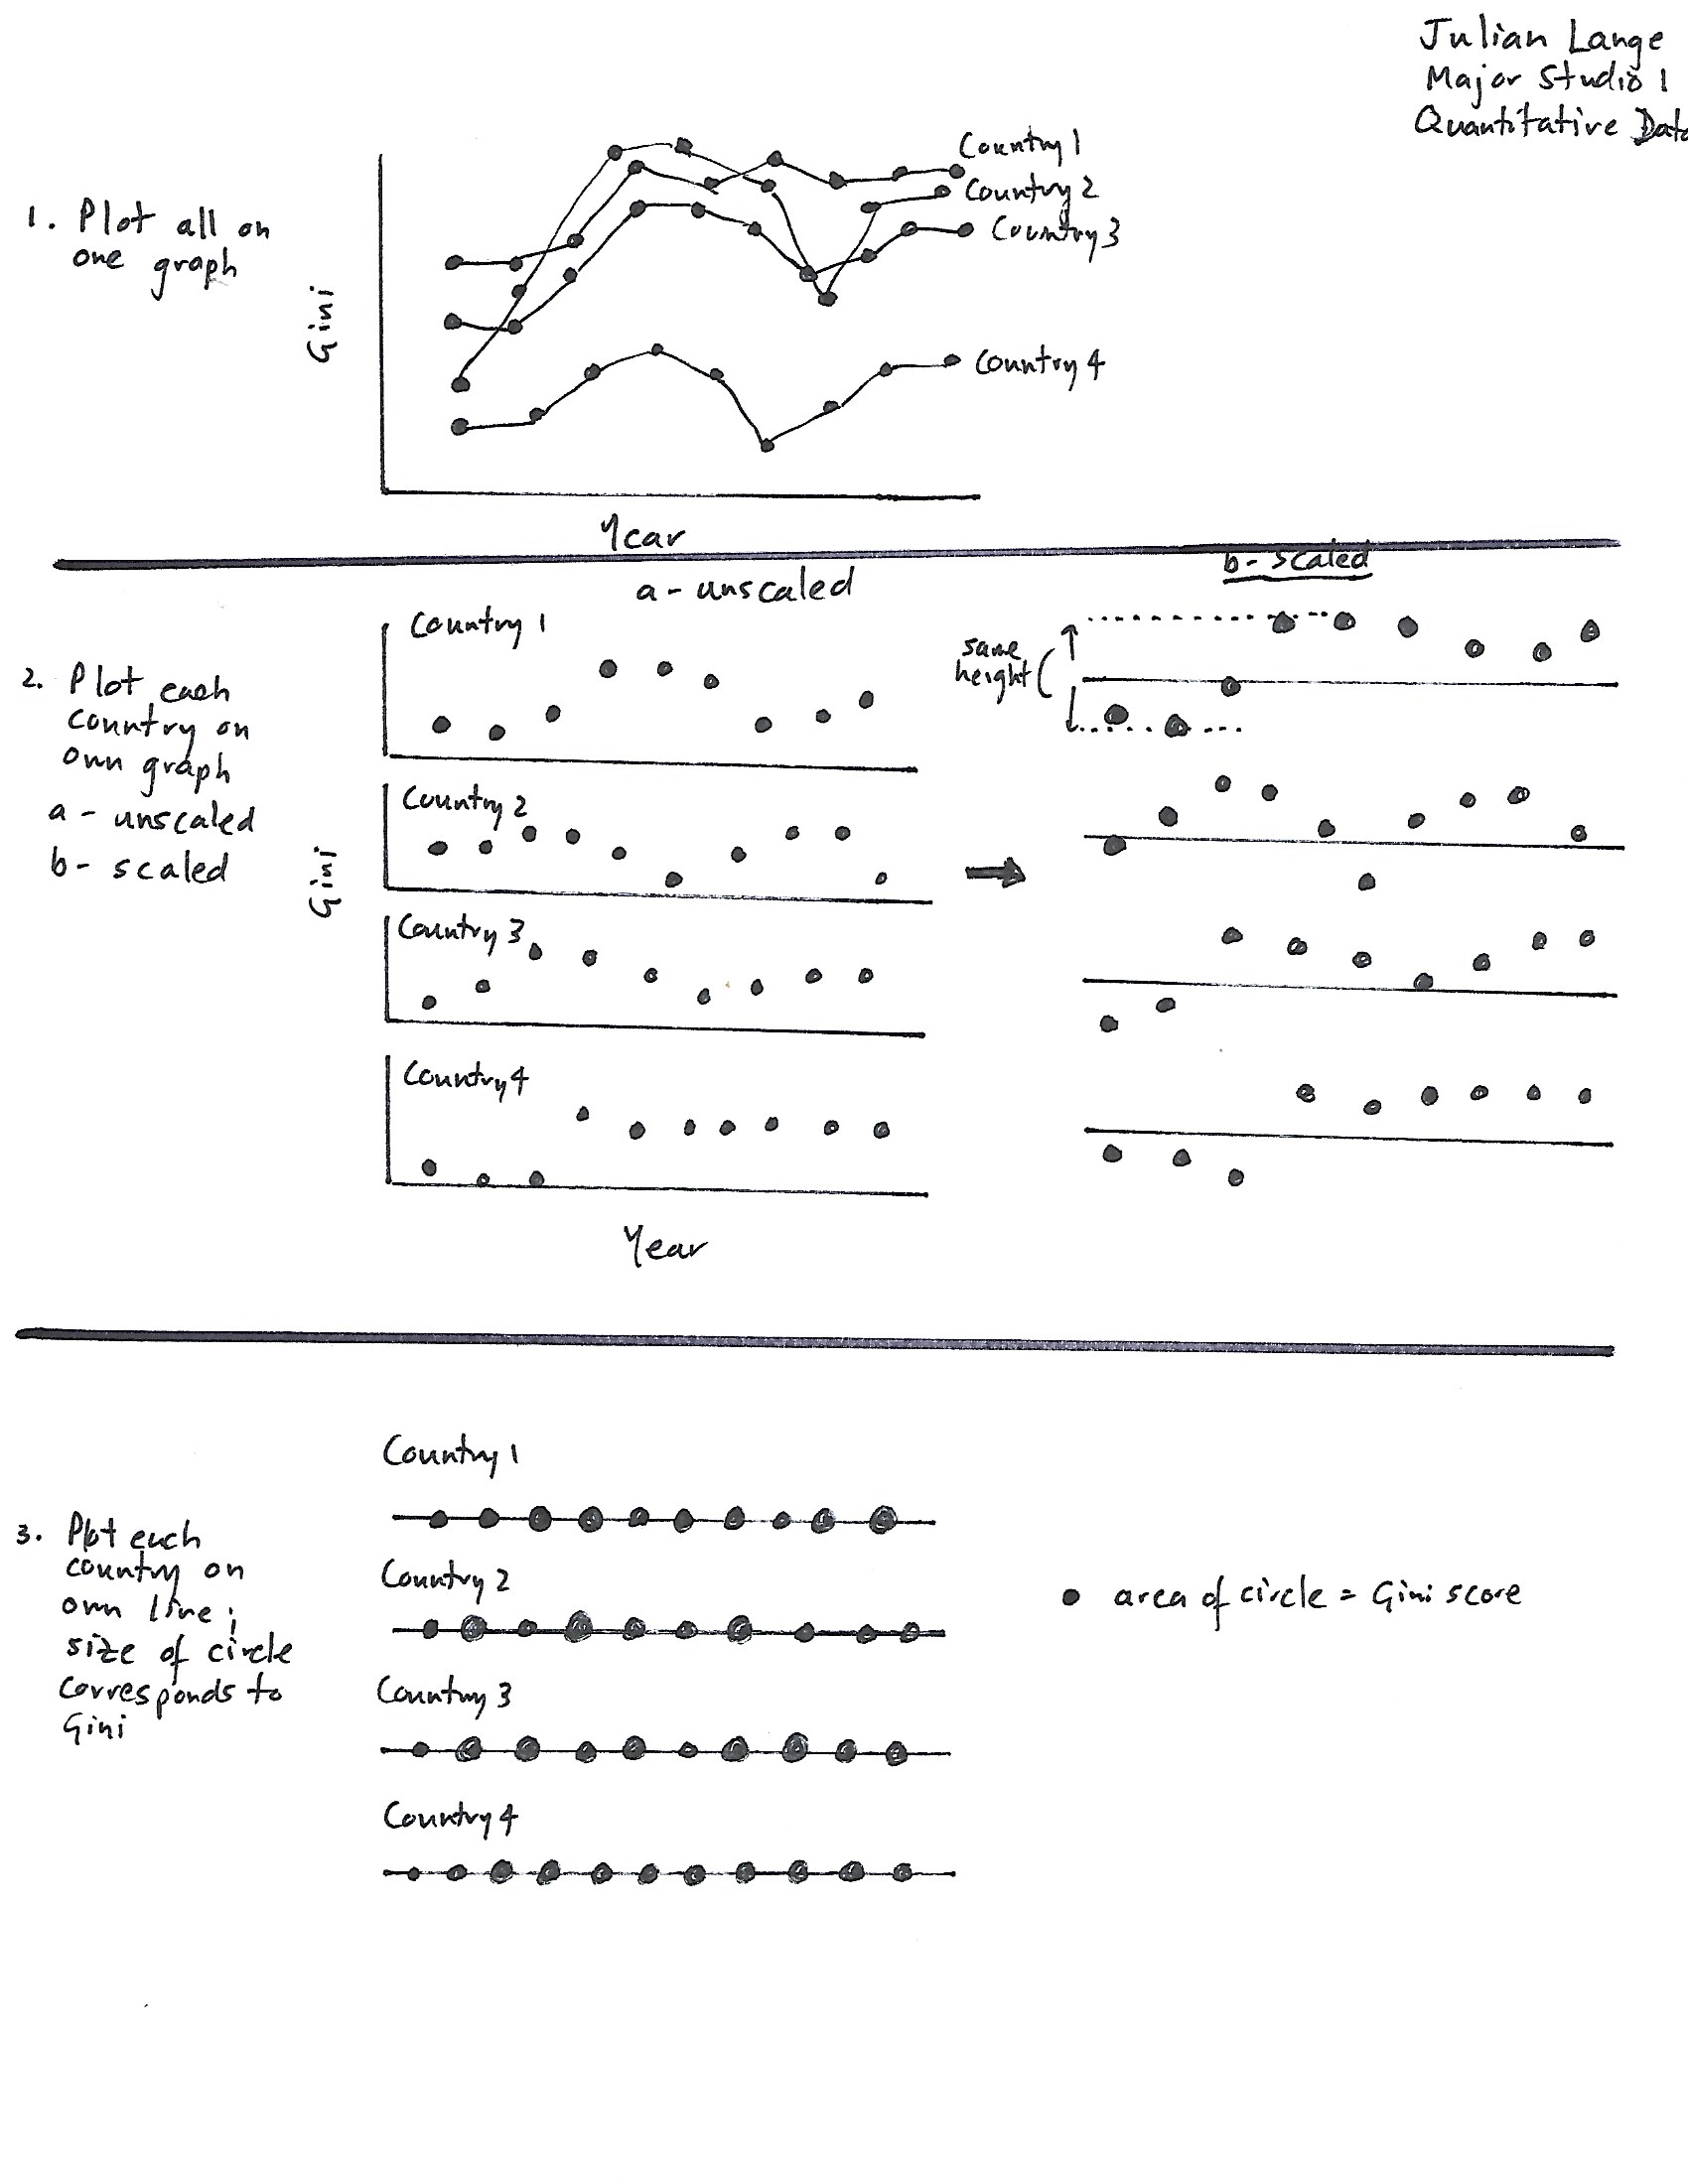 Julian Lange
Major Studio 1
Quantitative Data
1. Plot all on
one graph
Gini
Country 1
Country 2
Country 3
Country 4
Year
a - unscaled
b - scaled
2. Plot each
country on
own graph
a - unscaled
b - scaled
Gini
Country 1
Country 2
Country 3
Country 4
same
height
Year
3. Plot each
country on
own line;
size of circle
corresponds to
Gini
Country 1
Country 2
Country 3
Country 4
area of circle = Gini score